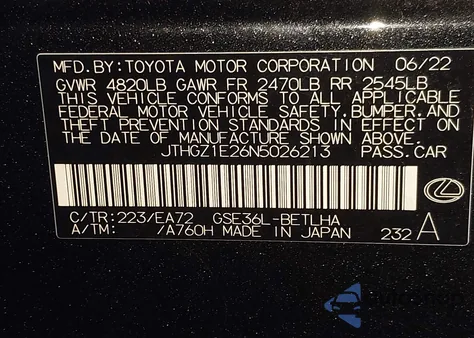 MFD.BY:TOYOTA MOTOR CORPORATION 06/22
GVWR 4820LB GAWR FR 2470LB RR 2545LB
THIS VEHICLE CONFORMS TO ALL APPLICABLE
FEDERAL MOTOR VEHICLE SAFETY,BUMPER,AND
THEFT PREVENTION STANDARDS IN EFFECT ON
THE DATE OF MANUFACTURE SHOWN ABOVE.
JTHGZ1E26N5026213 PASS.CAR
C/TR:223/EA72 GSE36L-BETLHA
A/TM: /A760H MADE IN JAPAN 232 A